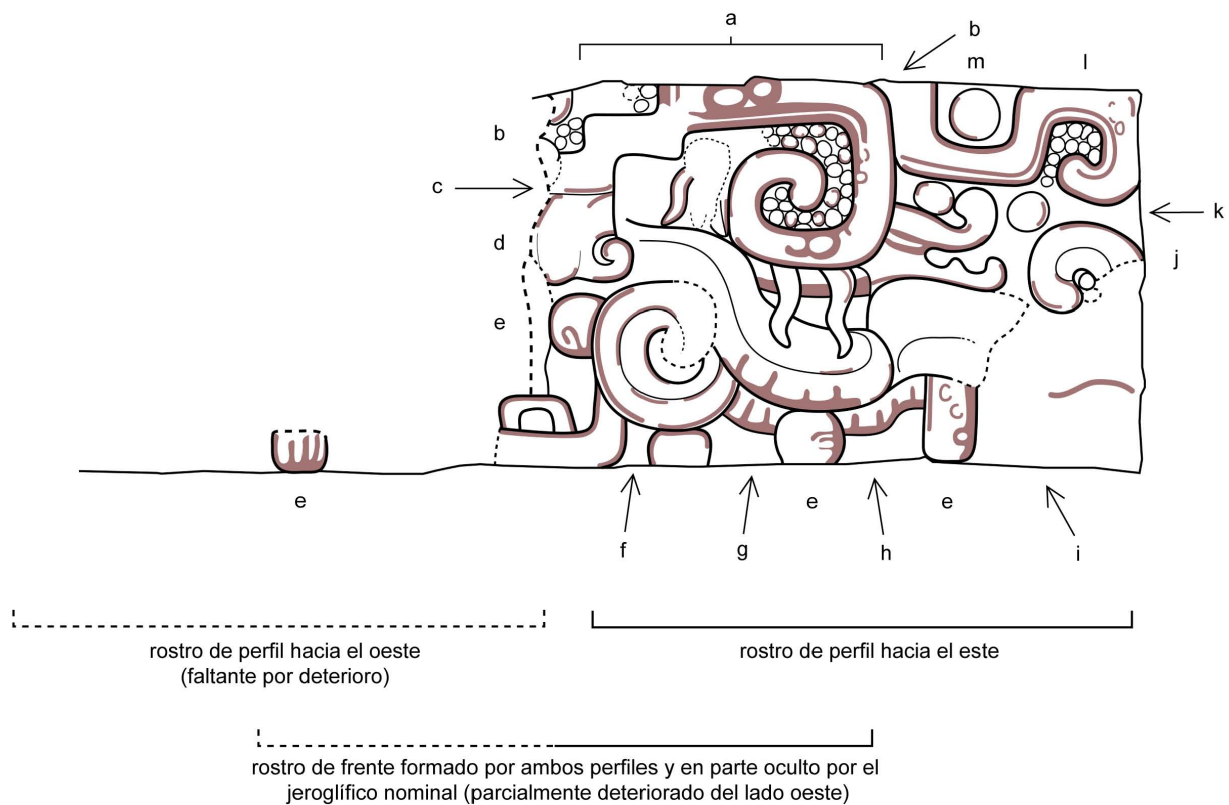 a
b
m
l
b
c
k
d
j
e
e
e
e
f
g
h
i
rostro de perfil hacia el oeste
(faltante por deterioro)
rostro de perfil hacia el este
rostro de frente formado por ambos perfiles y en parte oculto por el
jeroglífico nominal (parcialmente deteriorado del lado oeste)